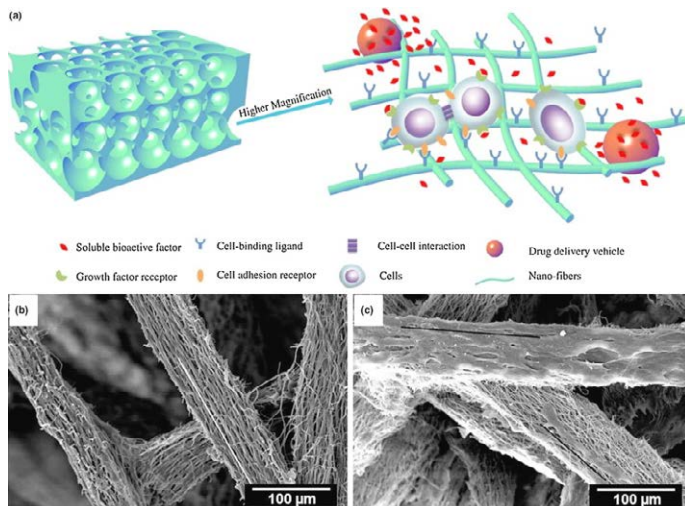 (a)
Higher Magnification
Soluble bioactive factor
Cell-binding ligand
Cell-cell interaction
Drug delivery vehicle
Growth factor receptor
Cell adhesion receptor
Cells
Nano-fibers
(b)
(c)
100 µm
100 µm